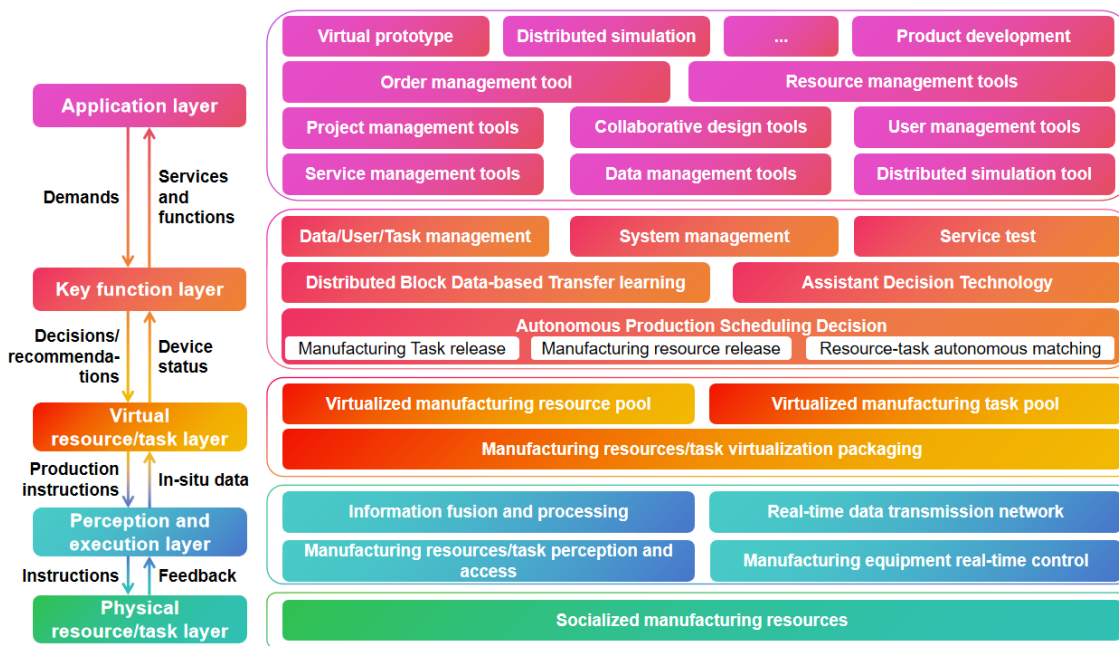 Virtual prototype
Distributed simulation
...
Product development
Order management tool
Resource management tools
Application layer
Project management tools
Collaborative design tools
User management tools
Service management tools
Data management tools
Distributed simulation tool
Demands
Services
and
functions
Data/User/Task management
System management
Service test
Key function layer
Distributed Block Data-based Transfer learning
Assistant Decision Technology
Autonomous Production Scheduling Decision
Manufacturing Task release
Manufacturing resource release
Resource-task autonomous matching
Decisions/
recommenda-
tions
Device
status
Virtual
resource/task layer
Virtualized manufacturing resource pool
Virtualized manufacturing task pool
Manufacturing resources/task virtualization packaging
Production
instructions
In-situ data
Perception and
execution layer
Information fusion and processing
Real-time data transmission network
Manufacturing resources/task perception and
access
Manufacturing equipment real-time control
Instructions
Feedback
Physical
resource/task layer
Socialized manufacturing resources